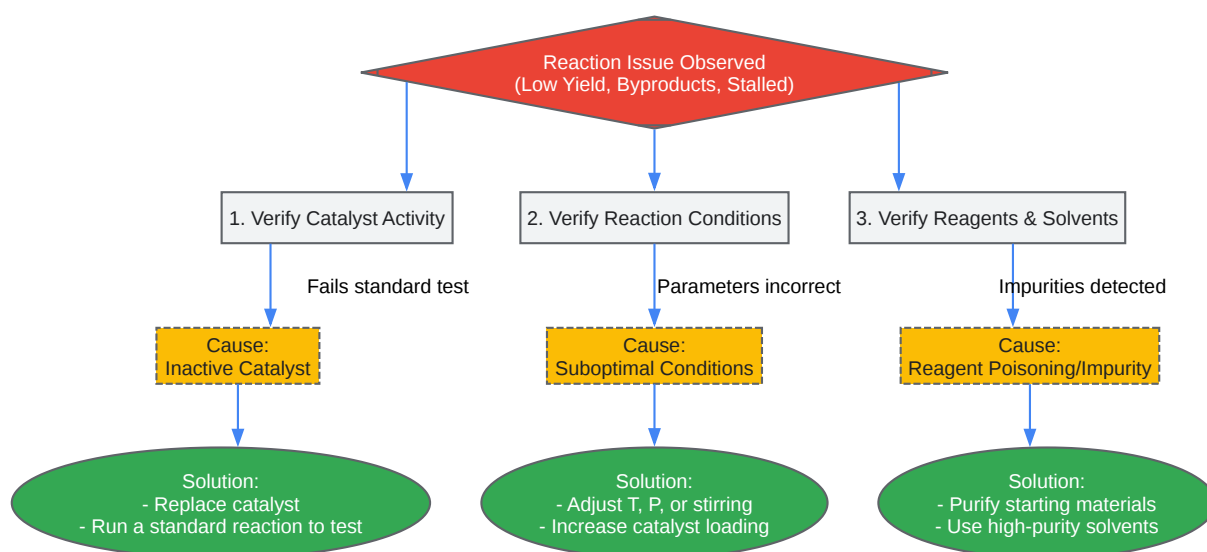 Reaction Issue Observed
(Low Yield, Byproducts, Stalled)
1. Verify Catalyst Activity
2. Verify Reaction Conditions
3. Verify Reagents & Solvents
Fails standard test
Parameters incorrect
Impurities detected
Cause:
Inactive Catalyst
Cause:
Suboptimal Conditions
Cause:
Reagent Poisoning/Impurity
Solution:
- Replace catalyst
- Run a standard reaction to test
Solution:
- Adjust T, P, or stirring
- Increase catalyst loading
Solution:
- Purify starting materials
- Use high-purity solvents